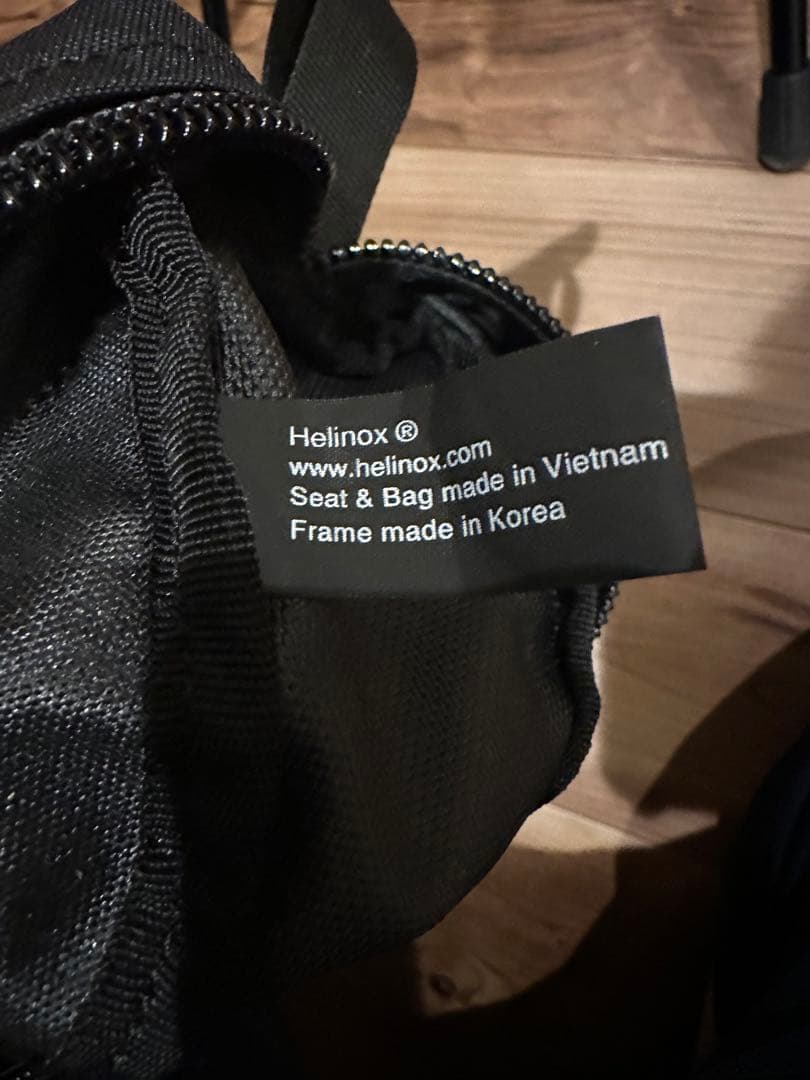 Helinox ®
www.helinox.com
Seat & Bag made in Vietnam
Frame made in Korea